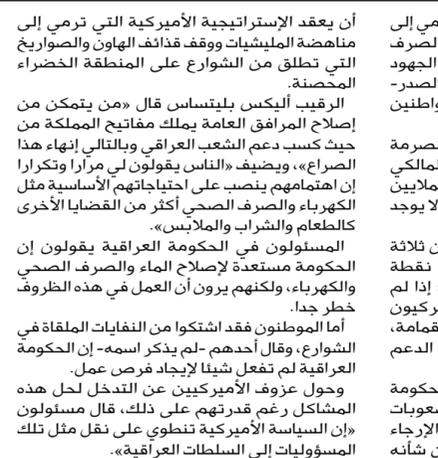 أن يعقد الإستراتيجية الأميركية التي ترمي إلى
مناهضة المليشيات ووقف قذائف الهاون والصواريخ
التي تطلق من الشوارع على المنطقة الخضراء
المحصنة.
الرقيب أليكس بليتساس قال «من يتمكن من
إصلاح المرافق العامة يملك مفاتيح المملكة من
حيث كسب دعم الشعب العراقي وبالتالي إنهاء هذا
الصراع»، ويضيف «الناس يقولون لي مرارا وتكرارا
إن اهتمامهم ينصب على احتياجاتهم الأساسية مثل
الكهرباء والصرف الصحي أكثر من القضايا الأخرى
كالطعام والشراب والملابس».
المسئولون في الحكومة العراقية يقولون إن
الحكومة مستعدة لإصلاح الماء والصرف الصحي
والكهرباء، ولكنهم يرون أن العمل في هذه الظروف
خطر جدا.
أما الموطنون فقد اشتكوا من النفايات الملقاة في
الشوارع، وقال أحدهم -لم يذكر اسمه- إن الحكومة
العراقية لم تفعل شيئا لإيجاد فرص عمل.
وحول عزوف الأميركيين عن التدخل لحل هذه
المشاكل رغم قدرتهم على ذلك، قال مسئولون
«إن السياسة الأميركية تنطوي على نقل مثل تلك
المسؤوليات إلى السلطات العراقية».